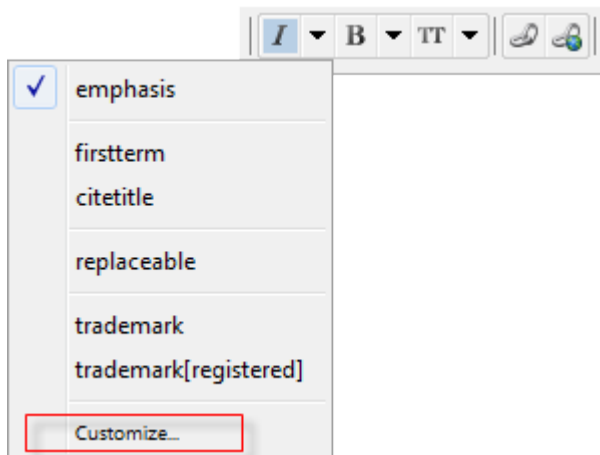 I B TT
emphasis
firstterm
citetitle
replaceable
trademark
trademark[registered]
Customize...